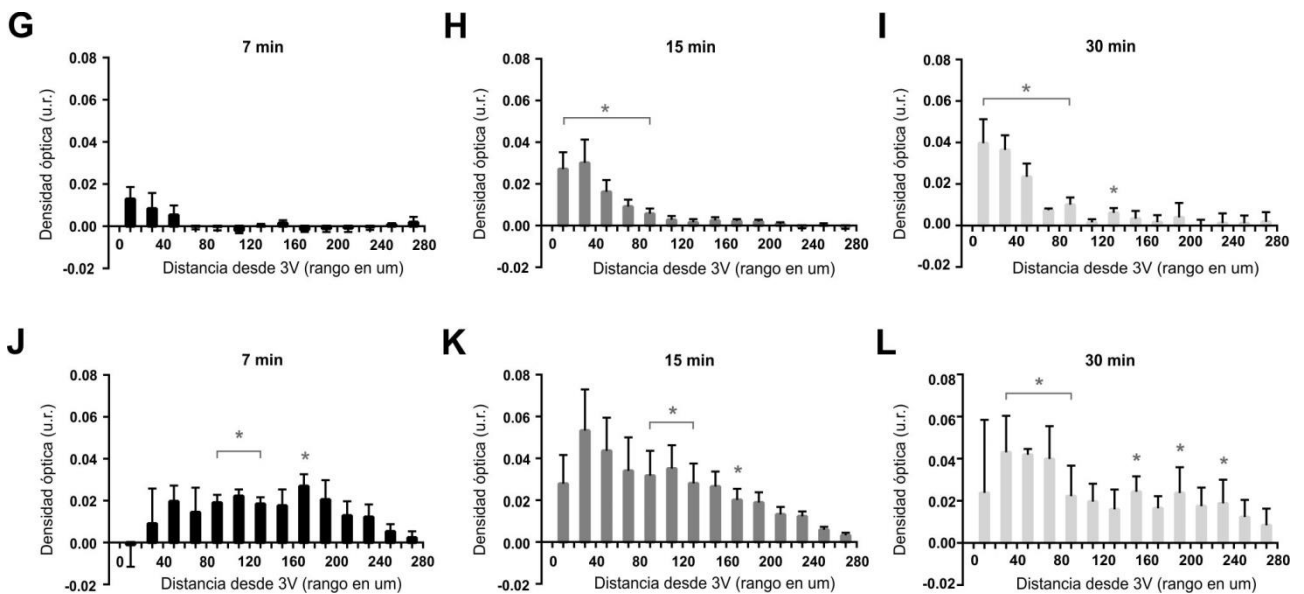 G
7 min
Densidad óptica (u.r.)
0.08
0.06
0.04
0.02
0.00
-0.02
0 40 80 120 160 200 240 280
Distancia desde 3V (rango en um)
H
15 min
Densidad óptica (u.r.)
0.08
0.06
0.04
0.02
0.00
-0.02
*
0 40 80 120 160 200 240 280
Distancia desde 3V (rango en um)
I
30 min
Densidad óptica (u.r.)
0.08
0.06
0.04
0.02
0.00
-0.02
*
*
0 40 80 120 160 200 240 280
Distancia desde 3V (rango en um)
J
7 min
Densidad óptica (u.r.)
0.08
0.06
0.04
0.02
0.00
-0.02
* *
0 40 80 120 160 200 240 280
Distancia desde 3V (rango en um)
K
15 min
Densidad óptica (u.r.)
0.08
0.06
0.04
0.02
0.00
-0.02
*
*
0 40 80 120 160 200 240 280
Distancia desde 3V (rango en um)
L
30 min
Densidad óptica (u.r.)
0.08
0.06
0.04
0.02
0.00
-0.02
*
* * *
0 40 80 120 160 200 240 280
Distancia desde 3V (rango en um)